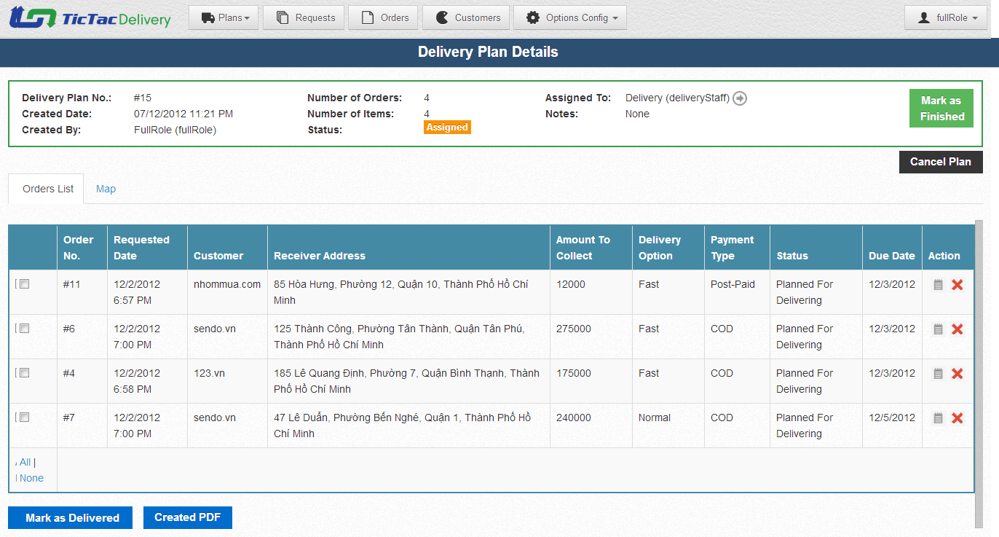 TicTacDelivery Plans Requests Orders Customers Options Config fullRole
Delivery Plan Details
Delivery Plan No.: #15 Number of Orders: 4 Assigned To: Delivery (deliveryStaff) Mark as
Created Date: 07/12/2012 11:21 PM Number of Items: 4 Notes: None Finished
Created By: FullRole (fullRole) Status: Assigned
Cancel Plan
Orders List Map
Order Requested Amount To Delivery Payment
No. Date Customer Receiver Address Collect Option Type Status Due Date Action
#11 12/2/2012 nhommua.com 85 Hòa Hưng, Phường 12, Quận 10, Thành Phố Hồ Chí 12000 Fast Post-Paid Planned For 12/3/2012
6:57 PM Minh Delivering
#6 12/2/2012 sendo.vn 125 Thành Công, Phường Tân Thành, Quận Tân Phú, 275000 Fast COD Planned For 12/3/2012
7:00 PM Thành Phố Hồ Chí Minh Delivering
#4 12/2/2012 123.vn 185 Lê Quang Định, Phường 7, Quận Bình Thạnh, Thành 175000 Fast COD Planned For 12/3/2012
6:58 PM Phố Hồ Chí Minh Delivering
#7 12/2/2012 sendo.vn 47 Lê Duẩn, Phường Bến Nghé, Quận 1, Thành Phố Hồ 240000 Normal COD Planned For 12/5/2012
7:00 PM Chí Minh Delivering
All |
None
Mark as Delivered Created PDF